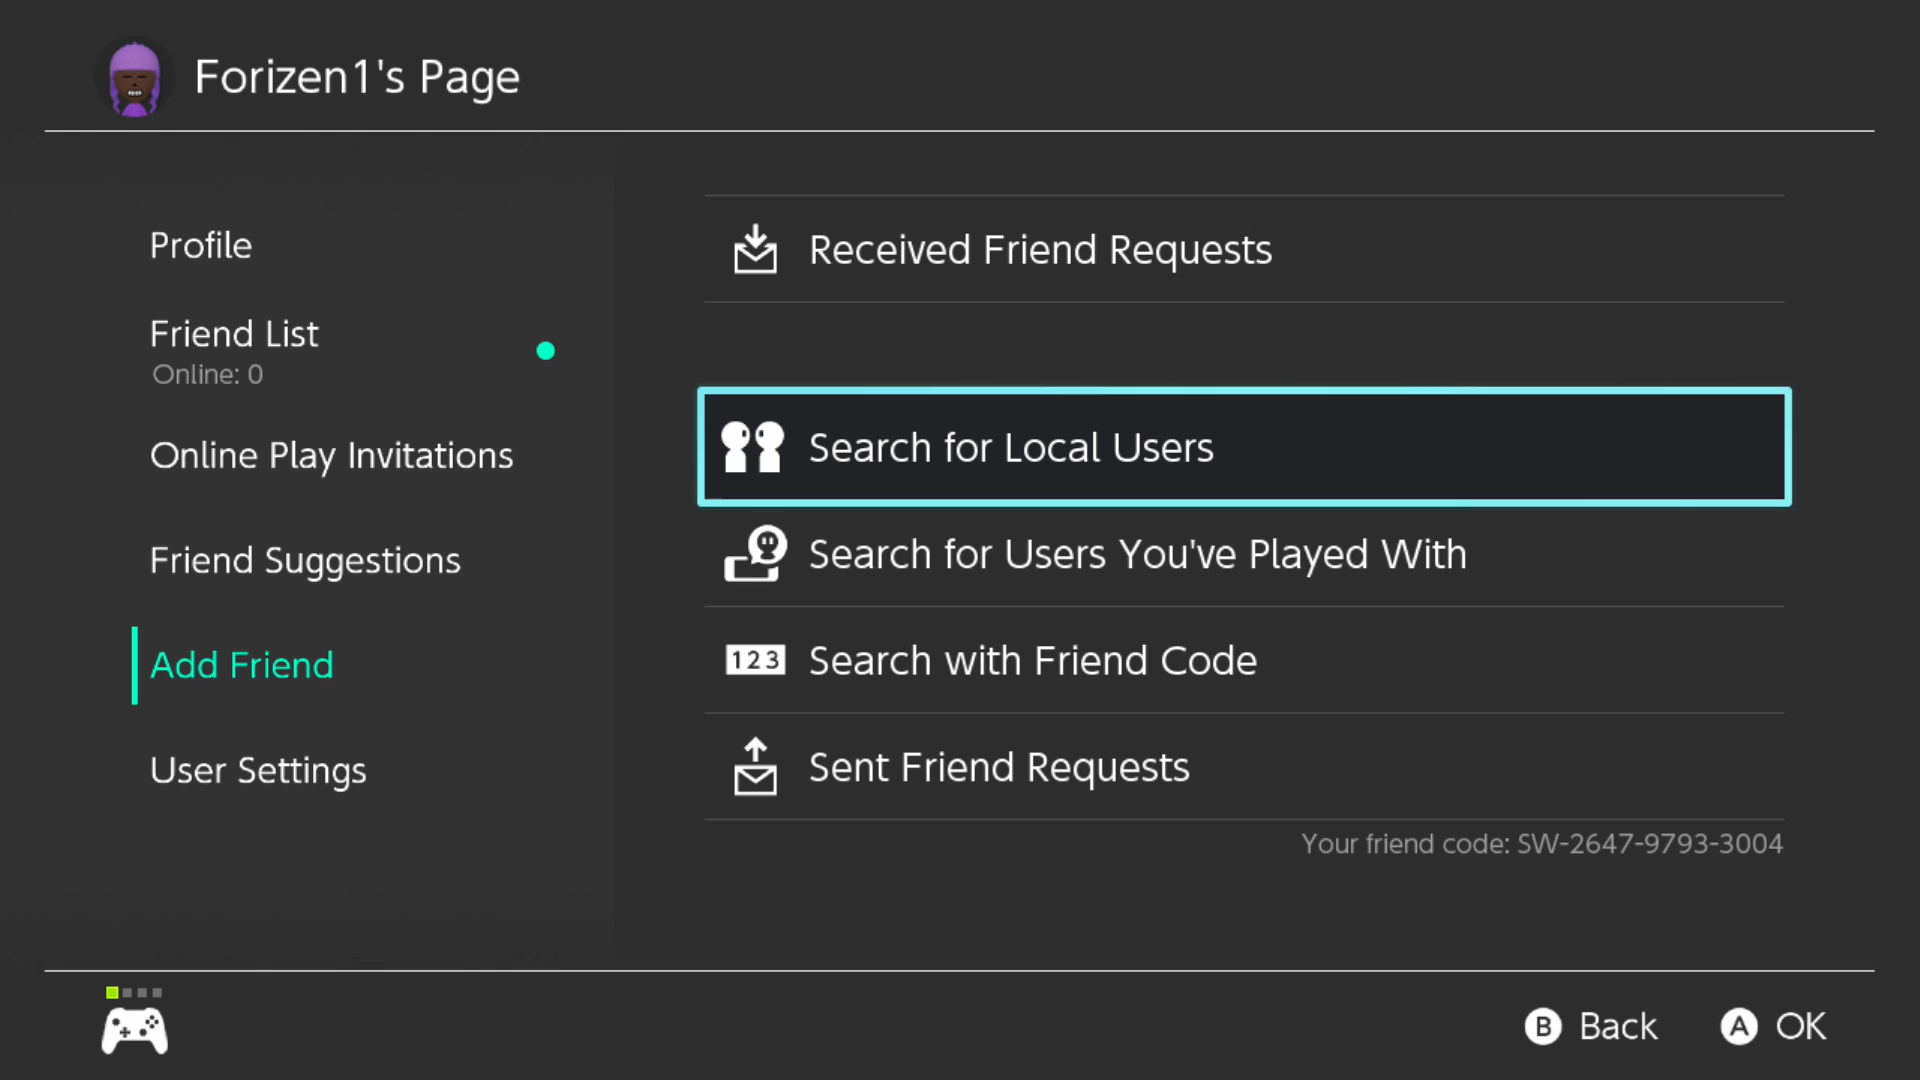 Forizen1's Page
Profile
Friend List
Online: 0
Online Play Invitations
Friend Suggestions
Add Friend
User Settings
Received Friend Requests
Search for Local Users
Search for Users You've Played With
123 Search with Friend Code
Sent Friend Requests
Your friend code: SW-2647-9793-3004
B Back A OK